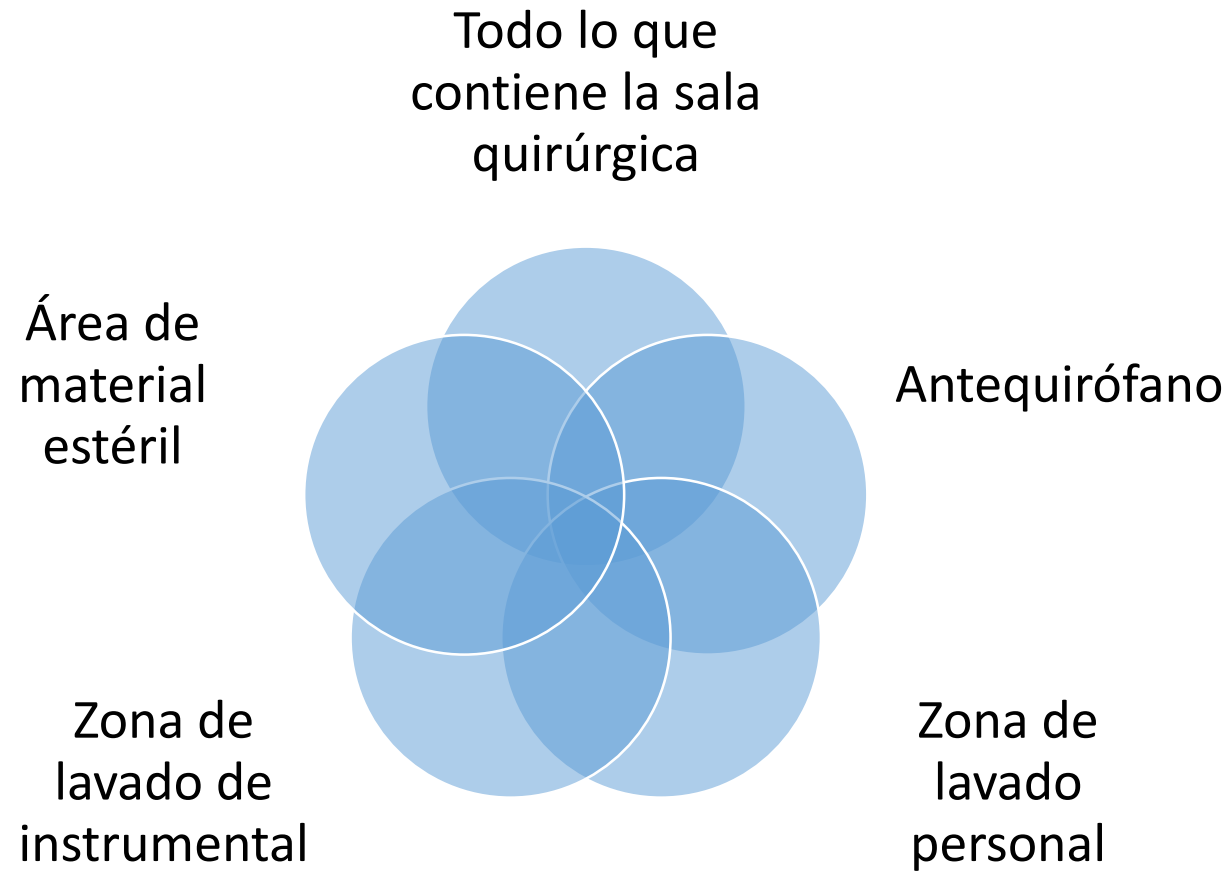 Todo lo que
contiene la sala
quirúrgica
Antequirófano
Zona de
lavado
personal
Zona de
lavado de
instrumental
Área de
material
estéril